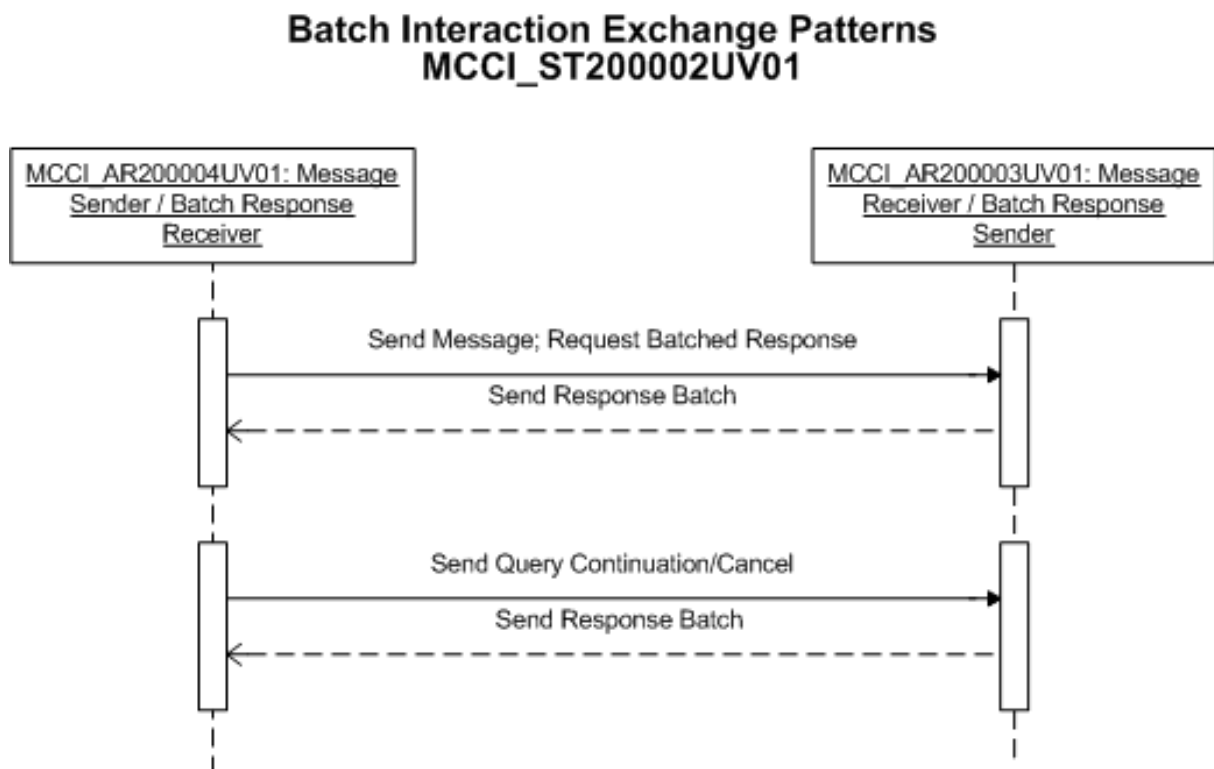 Batch Interaction Exchange Patterns
MCCI_ST200002UV01
MCCI_AR200004UV01: Message
Sender / Batch Response
Receiver
MCCI_AR200003UV01: Message
Receiver / Batch Response
Sender
Send Message; Request Batched Response
Send Response Batch
Send Query Continuation/Cancel
Send Response Batch